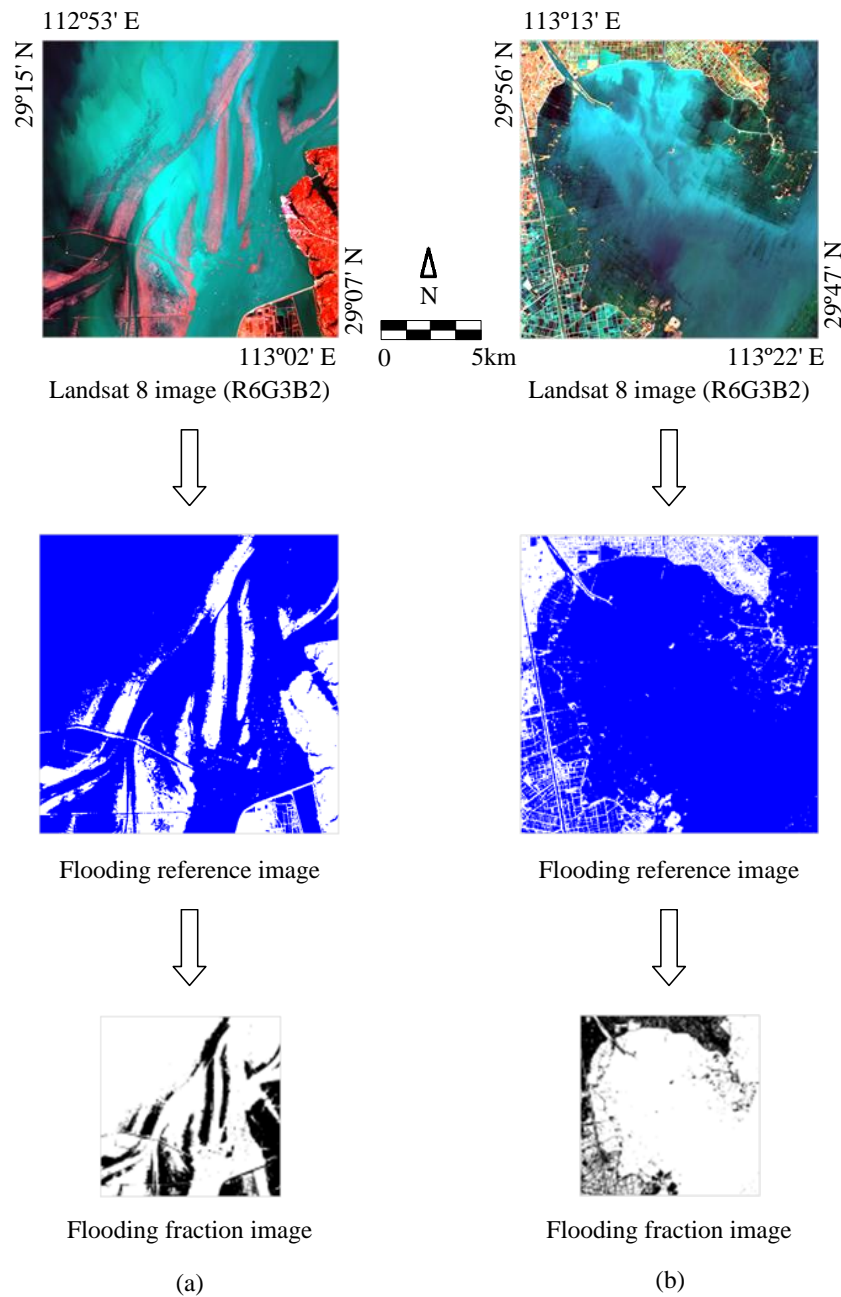 112º53' E
113º13' E
29º15' N
29º56' N
29º07' N
29º47' N
N
0 5km
113º02' E
113º22' E
Landsat 8 image (R6G3B2)
Landsat 8 image (R6G3B2)
Flooding reference image
Flooding reference image
Flooding fraction image
Flooding fraction image
(a)
(b)